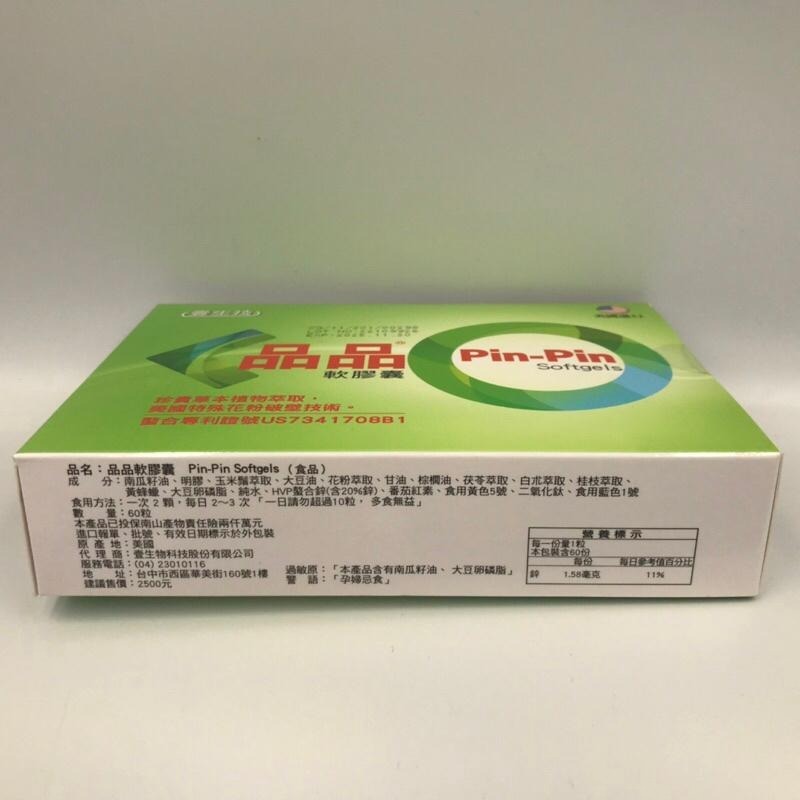 壹生技
EXP-2025-11-30
美國進口
品品®
軟膠囊
Pin-Pin
Softgels
珍貴草本植物萃取，
美國特殊花粉破壁技術。
螯合專利證號US7341708B1
品名：品品軟膠囊 Pin-Pin Softgels（食品）
成 分：南瓜籽油、明膠、玉米鬚萃取、大豆油、花粉萃取、甘油、棕櫚油、茯苓萃取、白朮萃取、桂枝萃取、
黃蜂蠟、大豆卵磷脂、純水、HVP螯合鋅(含20%鋅)、番茄紅素、食用黃色5號、二氧化鈦、食用藍色1號
食用方法：一次 2 顆，每日 2～3 次「一日請勿超過10粒，多食無益」
數 量：60粒
本產品已投保南山產物責任險兩仟萬元
進口報單、批號、有效日期標示於外包裝
原 產 地：美國
代 理 商：壹生物科技股份有限公司
服務電話：(04) 23010116
地 址：台中市西區華美街160號1樓
建議售價：2500元
過敏原：「本產品含有南瓜籽油、大豆卵磷脂」
警 語：「孕婦忌食」
營養標示
每一份量1粒
本包裝含60份
每份 每日參考值百分比
鋅 1.58毫克 11%